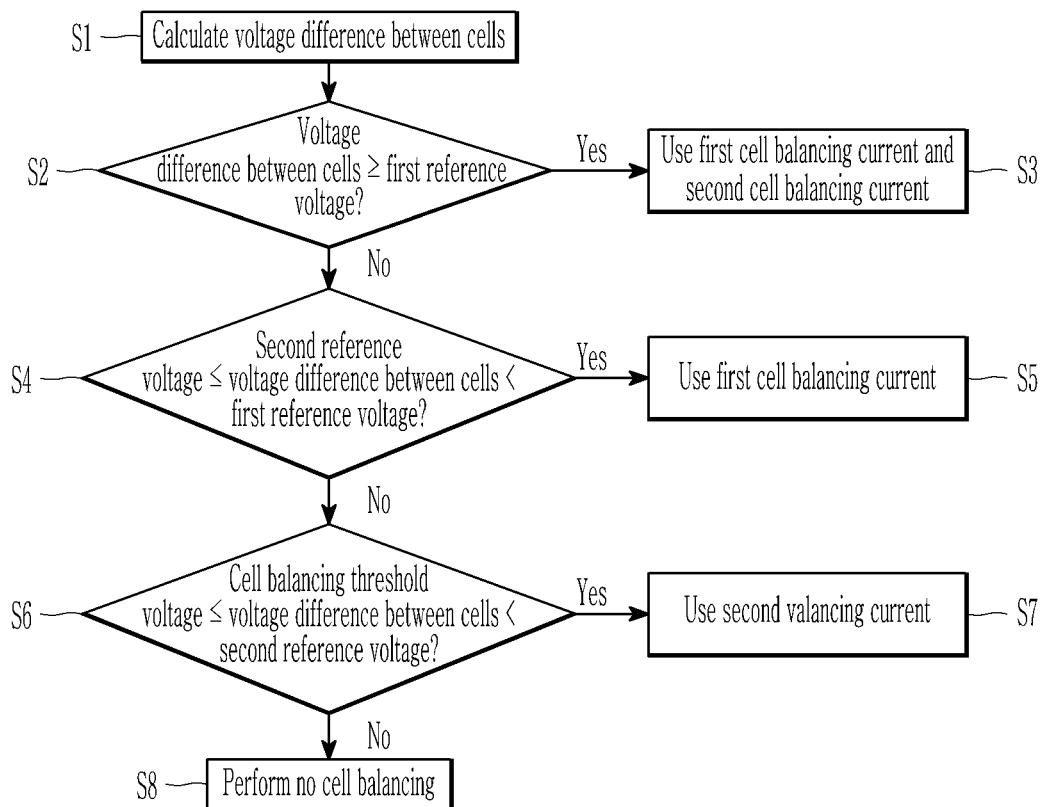 S1
Calculate voltage difference between cells
S2
Voltage
difference between cells ≥ first reference
voltage?
Yes
Use first cell balancing current and
second cell balancing current
S3
No
S4
Second reference
voltage ≤ voltage difference between cells <
first reference voltage?
Yes
Use first cell balancing current
S5
No
S6
Cell balancing threshold
voltage ≤ voltage difference between cells <
second reference voltage?
Yes
Use second valancing current
S7
No
S8
Perform no cell balancing